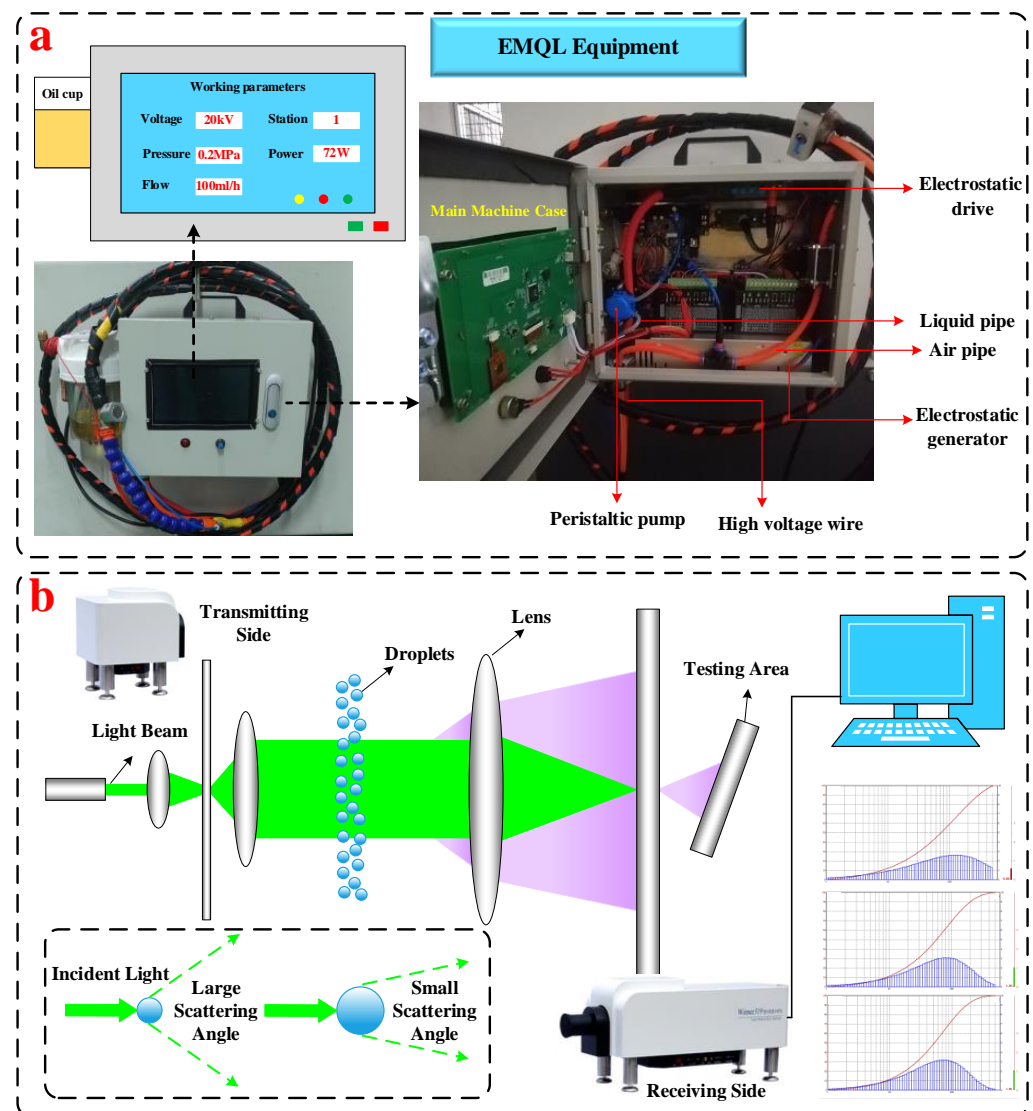 a
EMQL Equipment
Oil cup
Working parameters
Voltage 20kV Station 1
Pressure 0.2MPa Power 72W
Flow 100ml/h
Main Machine Case
Electrostatic
drive
Liquid pipe
Air pipe
Electrostatic
generator
Peristaltic pump
High voltage wire
b
Transmitting
Side
Lens
Droplets
Testing Area
Light Beam
Incident Light
Large
Scattering
Angle
Small
Scattering
Angle
Receiving Side